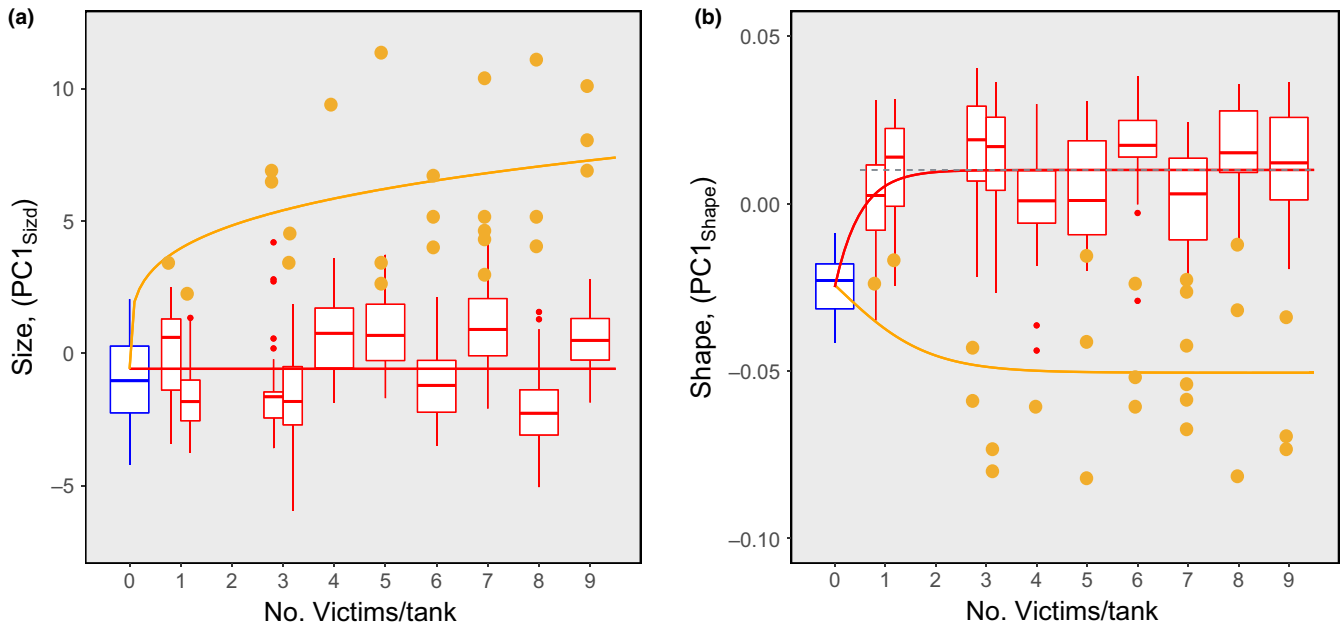 (a)
Size, (PC1Sizd)
10
5
0
−5
0 1 2 3 4 5 6 7 8 9
No. Victims/tank
(b)
Shape, (PC1Shape)
0.05
0.00
−0.05
−0.10
0 1 2 3 4 5 6 7 8 9
No. Victims/tank